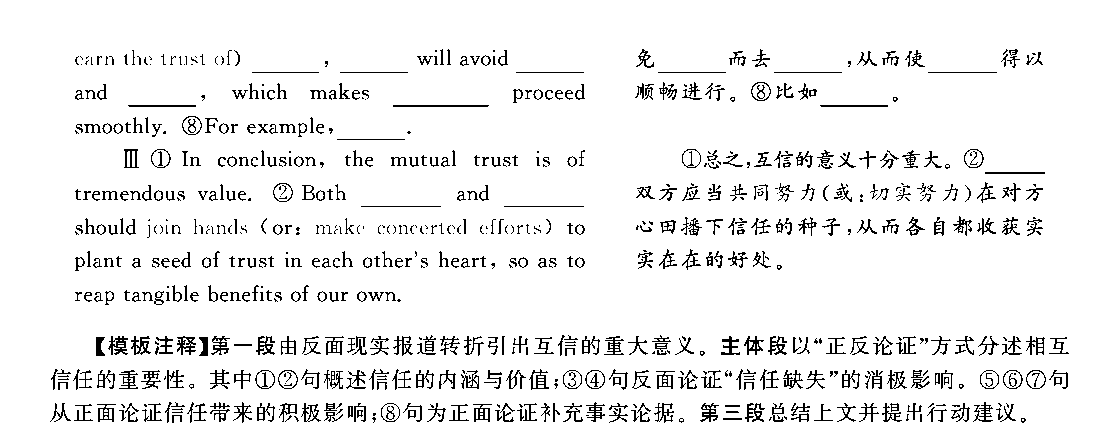 earn the trust of) ______ , ______ will avoid ______
and ______ , which makes ________ proceed
smoothly. ⑧For example, ______ .
Ⅲ ① In conclusion, the mutual trust is of
tremendous value. ② Both ______ and ______
should join hands (or: make concerted efforts) to
plant a seed of trust in each other's heart, so as to
reap tangible benefits of our own.
免______而去______,从而使______得以
顺畅进行。⑧比如______。
①总之,互信的意义十分重大。②______
双方应当共同努力(或:切实努力)在对方
心田播下信任的种子,从而各自都收获实
实在在的好处。
【模板注释】第一段由反面现实报道转折引出互信的重大意义。主体段以“正反论证”方式分述相互
信任的重要性。其中①②句概述信任的内涵与价值;③④句反面论证“信任缺失”的消极影响。⑤⑥⑦句
从正面论证信任带来的积极影响;⑧句为正面论证补充事实论据。第三段总结上文并提出行动建议。